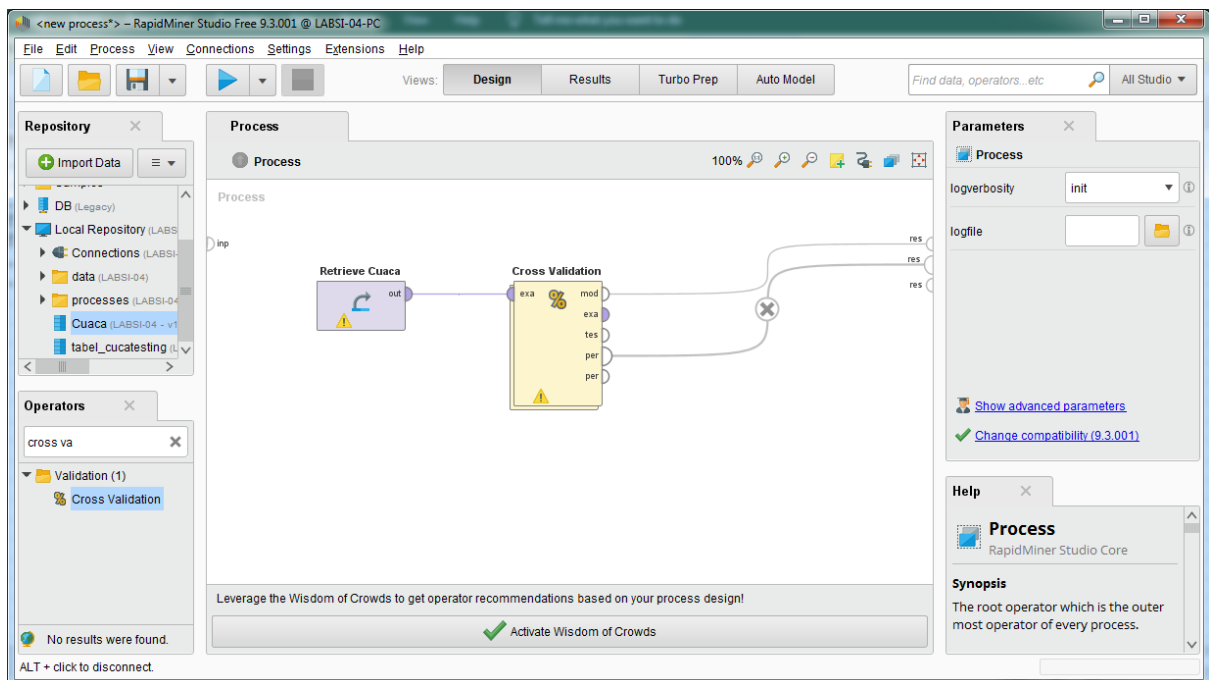 <new process*> – RapidMiner Studio Free 9.3.001 @ LABSI-04-PC
File Edit Process View Connections Settings Extensions Help
Views: Design Results Turbo Prep Auto Model
Find data, operators...etc
All Studio
Repository
Import Data
DB (Legacy)
Local Repository (LABS
Connections (LABSI-
data (LABSI-04)
processes (LABSI-04
Cuaca (LABSI-04 - v1
tabel_cucatesting (L
Operators
cross va
Validation (1)
Cross Validation
No results were found.
ALT + click to disconnect.
Process
Process
100%
Process
inp
Retrieve Cuaca
out
Cross Validation
exa
mod
exa
tes
per
per
res
res
res
Leverage the Wisdom of Crowds to get operator recommendations based on your process design!
Activate Wisdom of Crowds
Parameters
Process
logverbosity init
logfile
Show advanced parameters
Change compatibility (9.3.001)
Help
Process
RapidMiner Studio Core
Synopsis
The root operator which is the outer
most operator of every process.